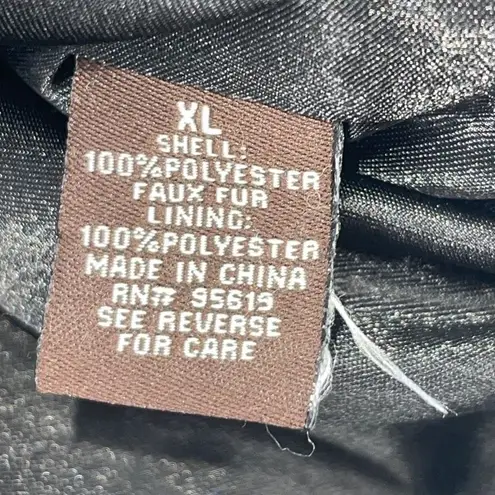 XL
SHELL:
100%POLYESTER
FAUX FUR
LINING:
100%POLYESTER
MADE IN CHINA
RN# 95619
SEE REVERSE
FOR CARE